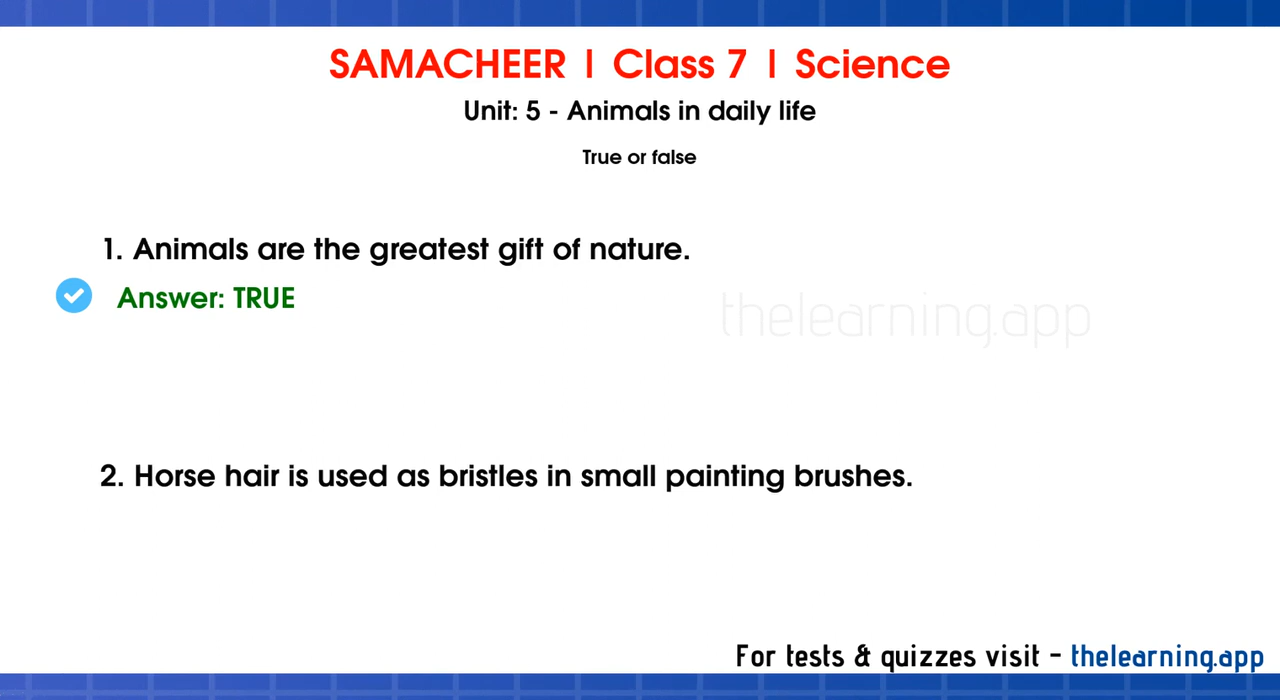 SAMACHEER | Class 7 | Science
Unit: 5 - Animals in daily life
True or false
1. Animals are the greatest gift of nature.
Answer: TRUE
thelearning.app
2. Horse hair is used as bristles in small painting brushes.
For tests & quizzes visit - thelearning.app